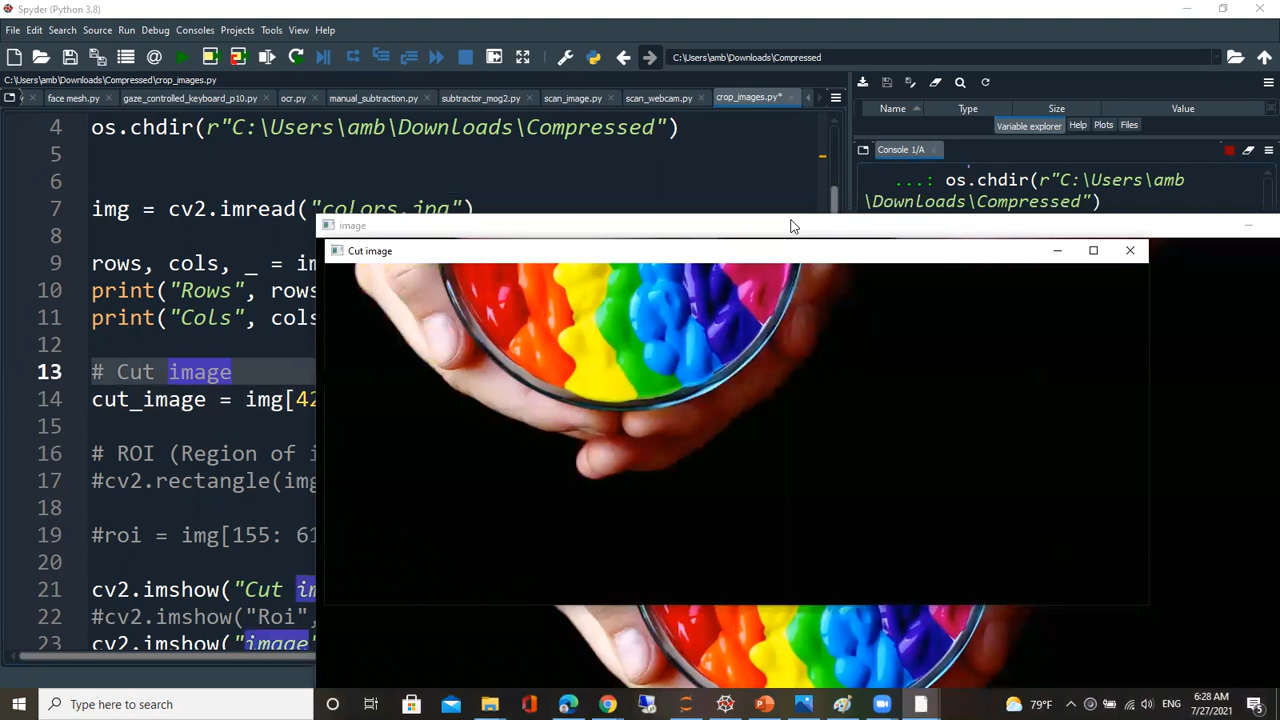 Spyder (Python 3.8)
File Edit Search Source Run Debug Consoles Projects Tools View Help
C:\Users\amb\Downloads\Compressed
C:\Users\amb\Downloads\Compressed\crop_images.py
face mesh.py gaze_controlled_keyboard_p10.py ocr.py manual_subtraction.py subtractor_mog2.py scan_image.py scan_webcam.py crop_images.py*
Name Type Size Value
Variable explorer Help Plots Files
Console 1/A
...: os.chdir(r"C:\Users\amb
\Downloads\Compressed")
4 os.chdir(r"C:\Users\amb\Downloads\Compressed")
5
6
7 img = cv2.imread("colors.jpg")
8
9 rows, cols, _ = im
10 print("Rows", rows
11 print("Cols", cols
12
13 # Cut image
14 cut_image = img[42
15
16 # ROI (Region of i
17 #cv2.rectangle(img
18
19 #roi = img[155: 61
20
21 cv2.imshow("Cut im
22 #cv2.imshow("Roi",
23 cv2.imshow("image"
image
Cut image
Type here to search
79°F
ENG
6:28 AM
7/27/2021
5